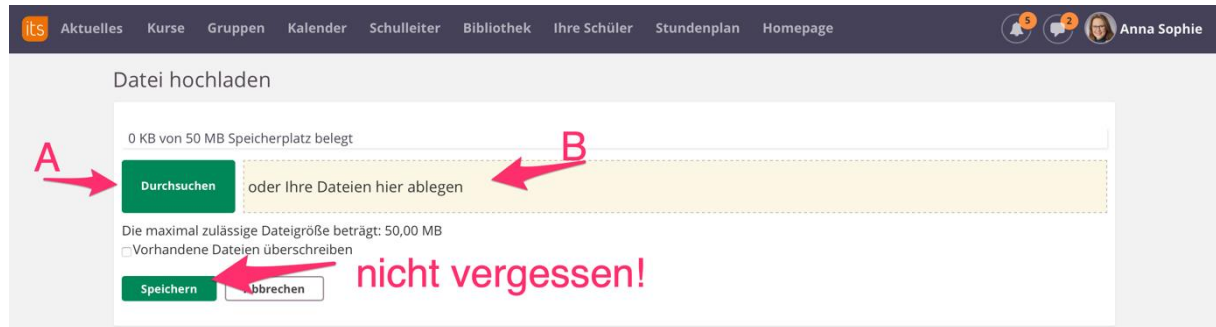 its Aktuelles Kurse Gruppen Kalender Schulleiter Bibliothek Ihre Schüler Stundenplan Homepage 5 2 Anna Sophie
Datei hochladen
0 KB von 50 MB Speicherplatz belegt
A
B
Durchsuchen oder Ihre Dateien hier ablegen
Die maximal zulässige Dateigröße beträgt: 50,00 MB
Vorhandene Dateien überschreiben
nicht vergessen!
Speichern Abbrechen